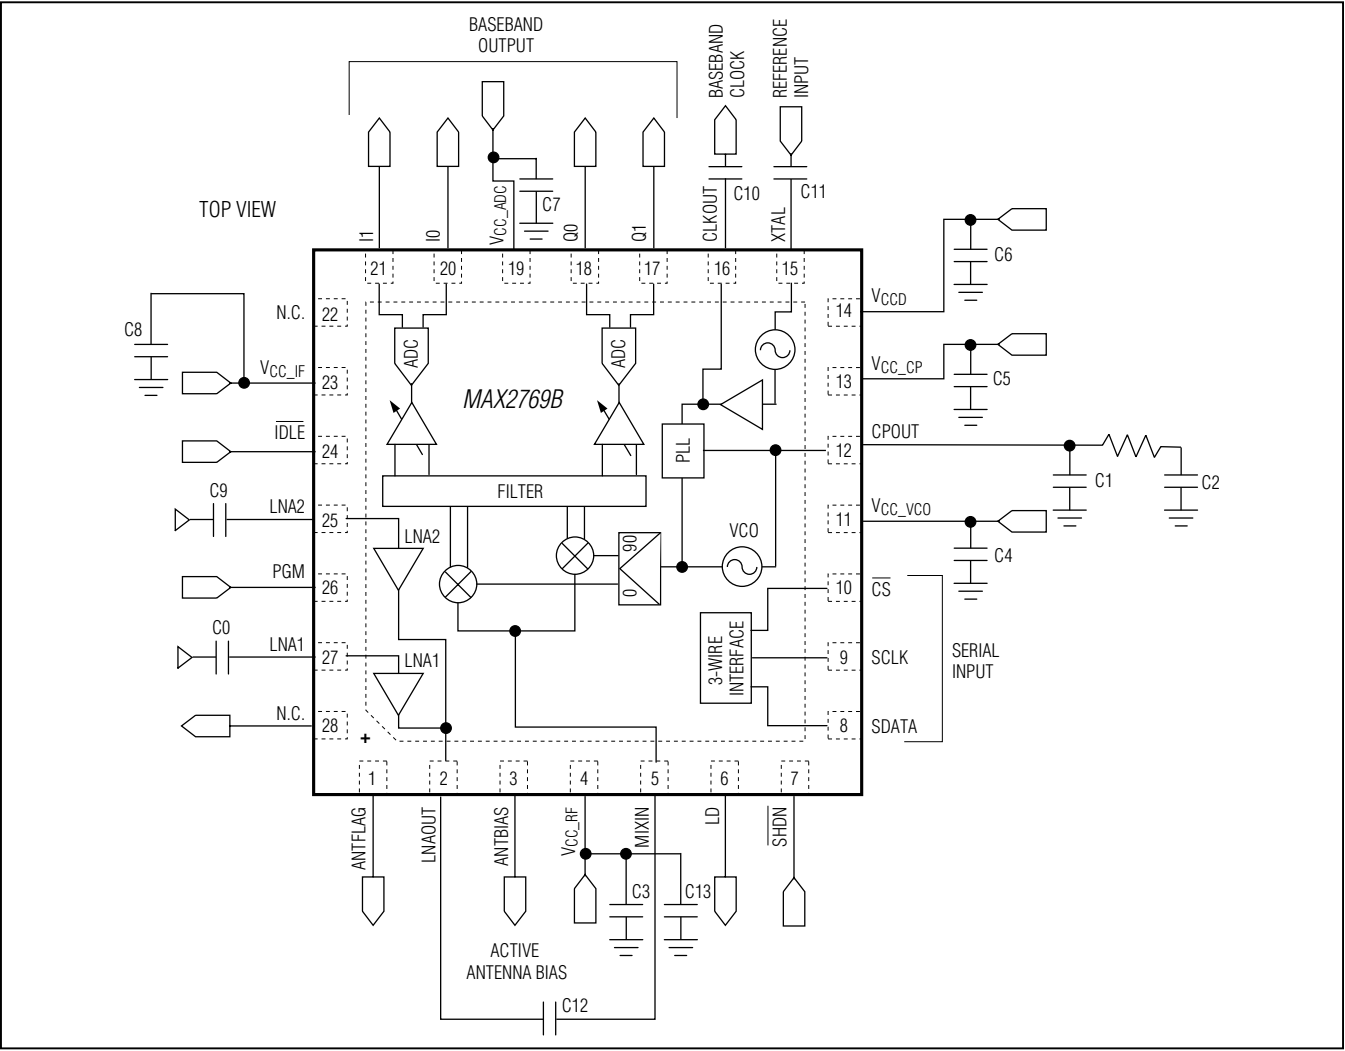 BASEBAND
OUTPUT
BASEBAND
CLOCK
REFERENCE
INPUT
TOP VIEW
C7
C10
C11
I1
I0
VCC_ADC
Q0
Q1
CLKOUT
XTAL
21
20
19
18
17
16
15
C6
C8
N.C.
22
14
VCCD
VCC_IF
23
ADC
ADC
MAX2769B
13
VCC_CP
C5
IDLE
24
PLL
12
CPOUT
C1
C2
C9
LNA2
25
FILTER
11
VCC_VCO
C4
LNA2
90
0
VCO
PGM
26
10
CS
C0
LNA1
27
LNA1
3-WIRE
INTERFACE
9
SCLK
SERIAL
INPUT
N.C.
28
8
SDATA
+
1
2
3
4
5
6
7
ANTFLAG
LNAOUT
ANTBIAS
VCC_RF
MIXIN
LD
SHDN
C3
C13
ACTIVE
ANTENNA BIAS
C12